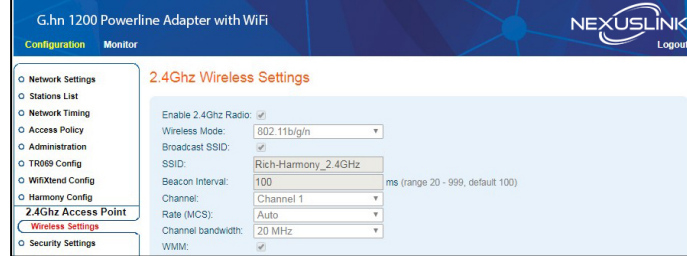 G.hn 1200 Powerline Adapter with WiFi
NEXUSLINK
Configuration Monitor
Logout
Network Settings
Stations List
Network Timing
Access Policy
Administration
TR069 Config
WifiXtend Config
Harmony Config
2.4Ghz Access Point
Wireless Settings
Security Settings
2.4Ghz Wireless Settings
Enable 2.4Ghz Radio:
Wireless Mode: 802.11b/g/n
Broadcast SSID:
SSID: Rich-Harmony_2.4GHz
Beacon Interval: 100 ms (range 20 - 999, default 100)
Channel: Channel 1
Rate (MCS): Auto
Channel bandwidth: 20 MHz
WMM: